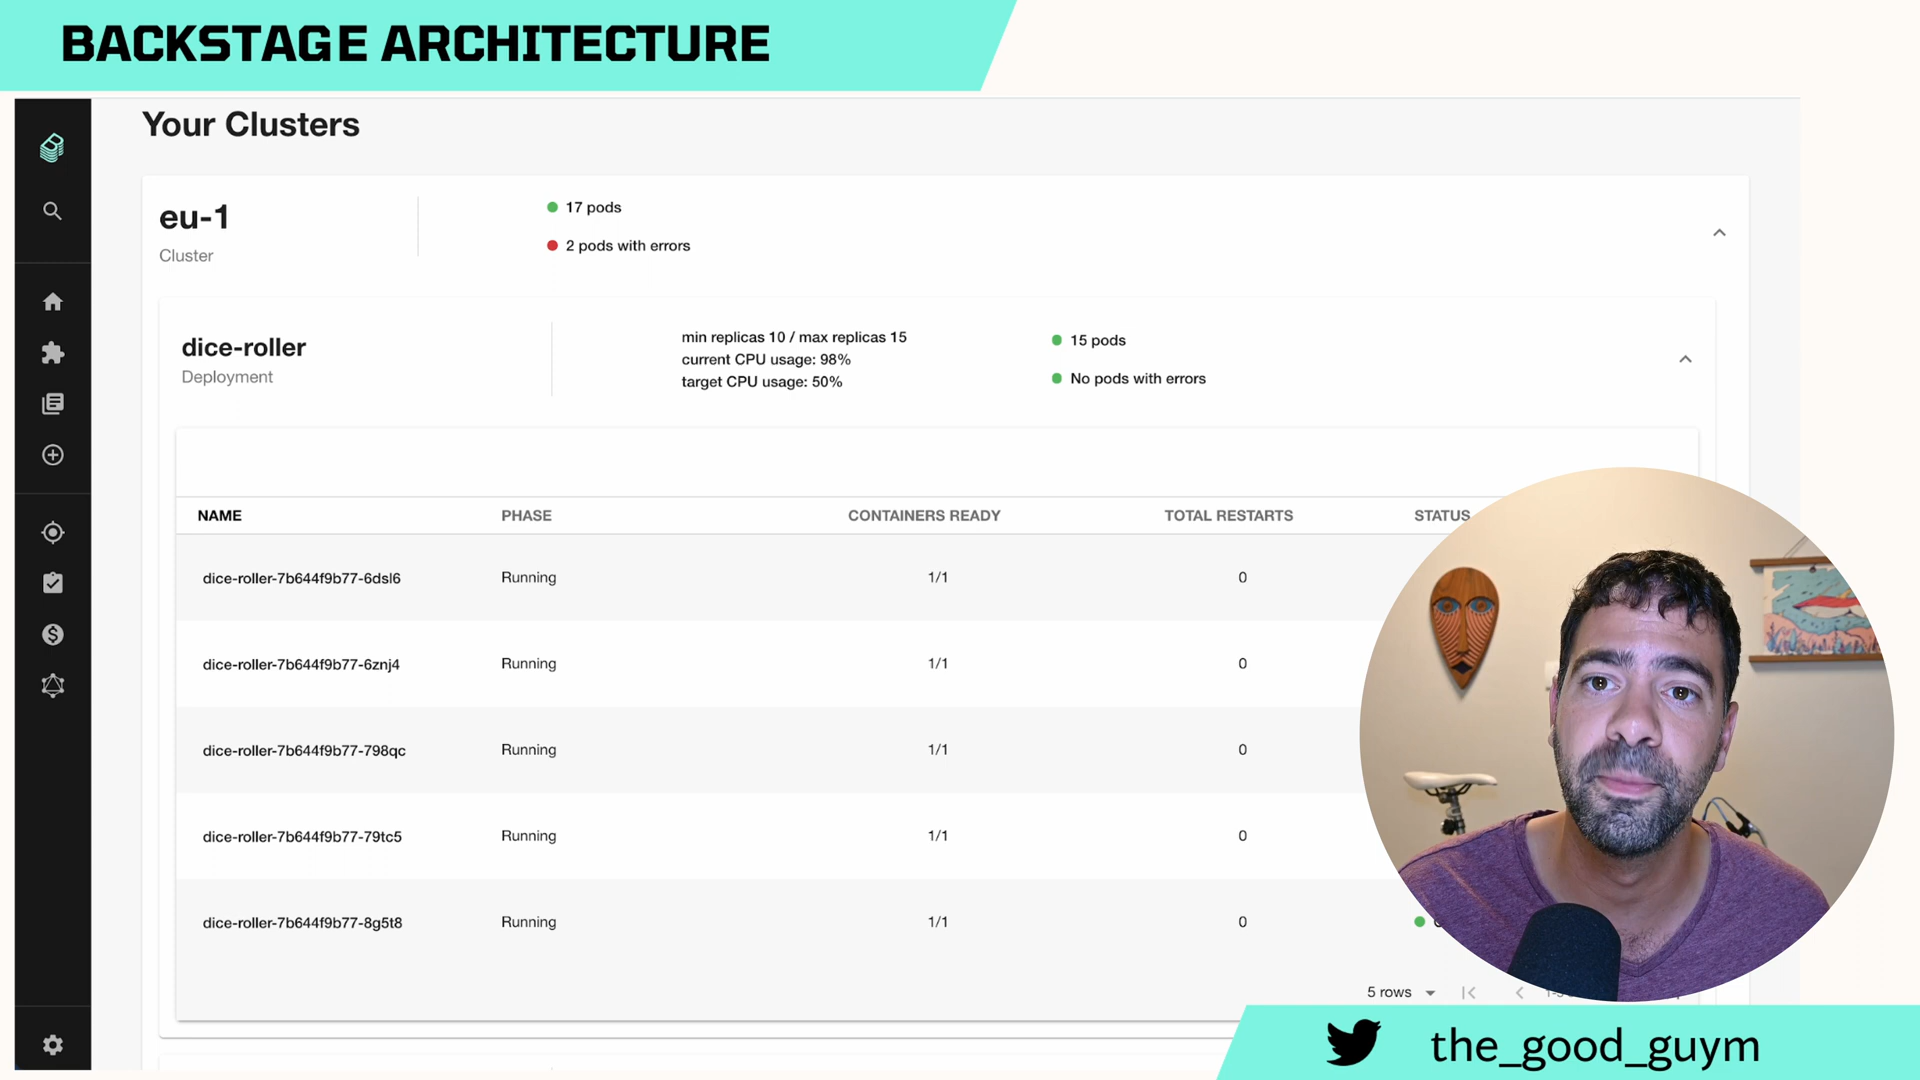 BACKSTAGE ARCHITECTURE
Your Clusters
eu-1
Cluster
17 pods
2 pods with errors
dice-roller
Deployment
min replicas 10 / max replicas 15
current CPU usage: 98%
target CPU usage: 50%
15 pods
No pods with errors
NAME PHASE CONTAINERS READY TOTAL RESTARTS STATUS
dice-roller-7b644f9b77-6dsl6 Running 1/1 0
dice-roller-7b644f9b77-6znj4 Running 1/1 0
dice-roller-7b644f9b77-798qc Running 1/1 0
dice-roller-7b644f9b77-79tc5 Running 1/1 0
dice-roller-7b644f9b77-8g5t8 Running 1/1 0
5 rows
the_good_guym